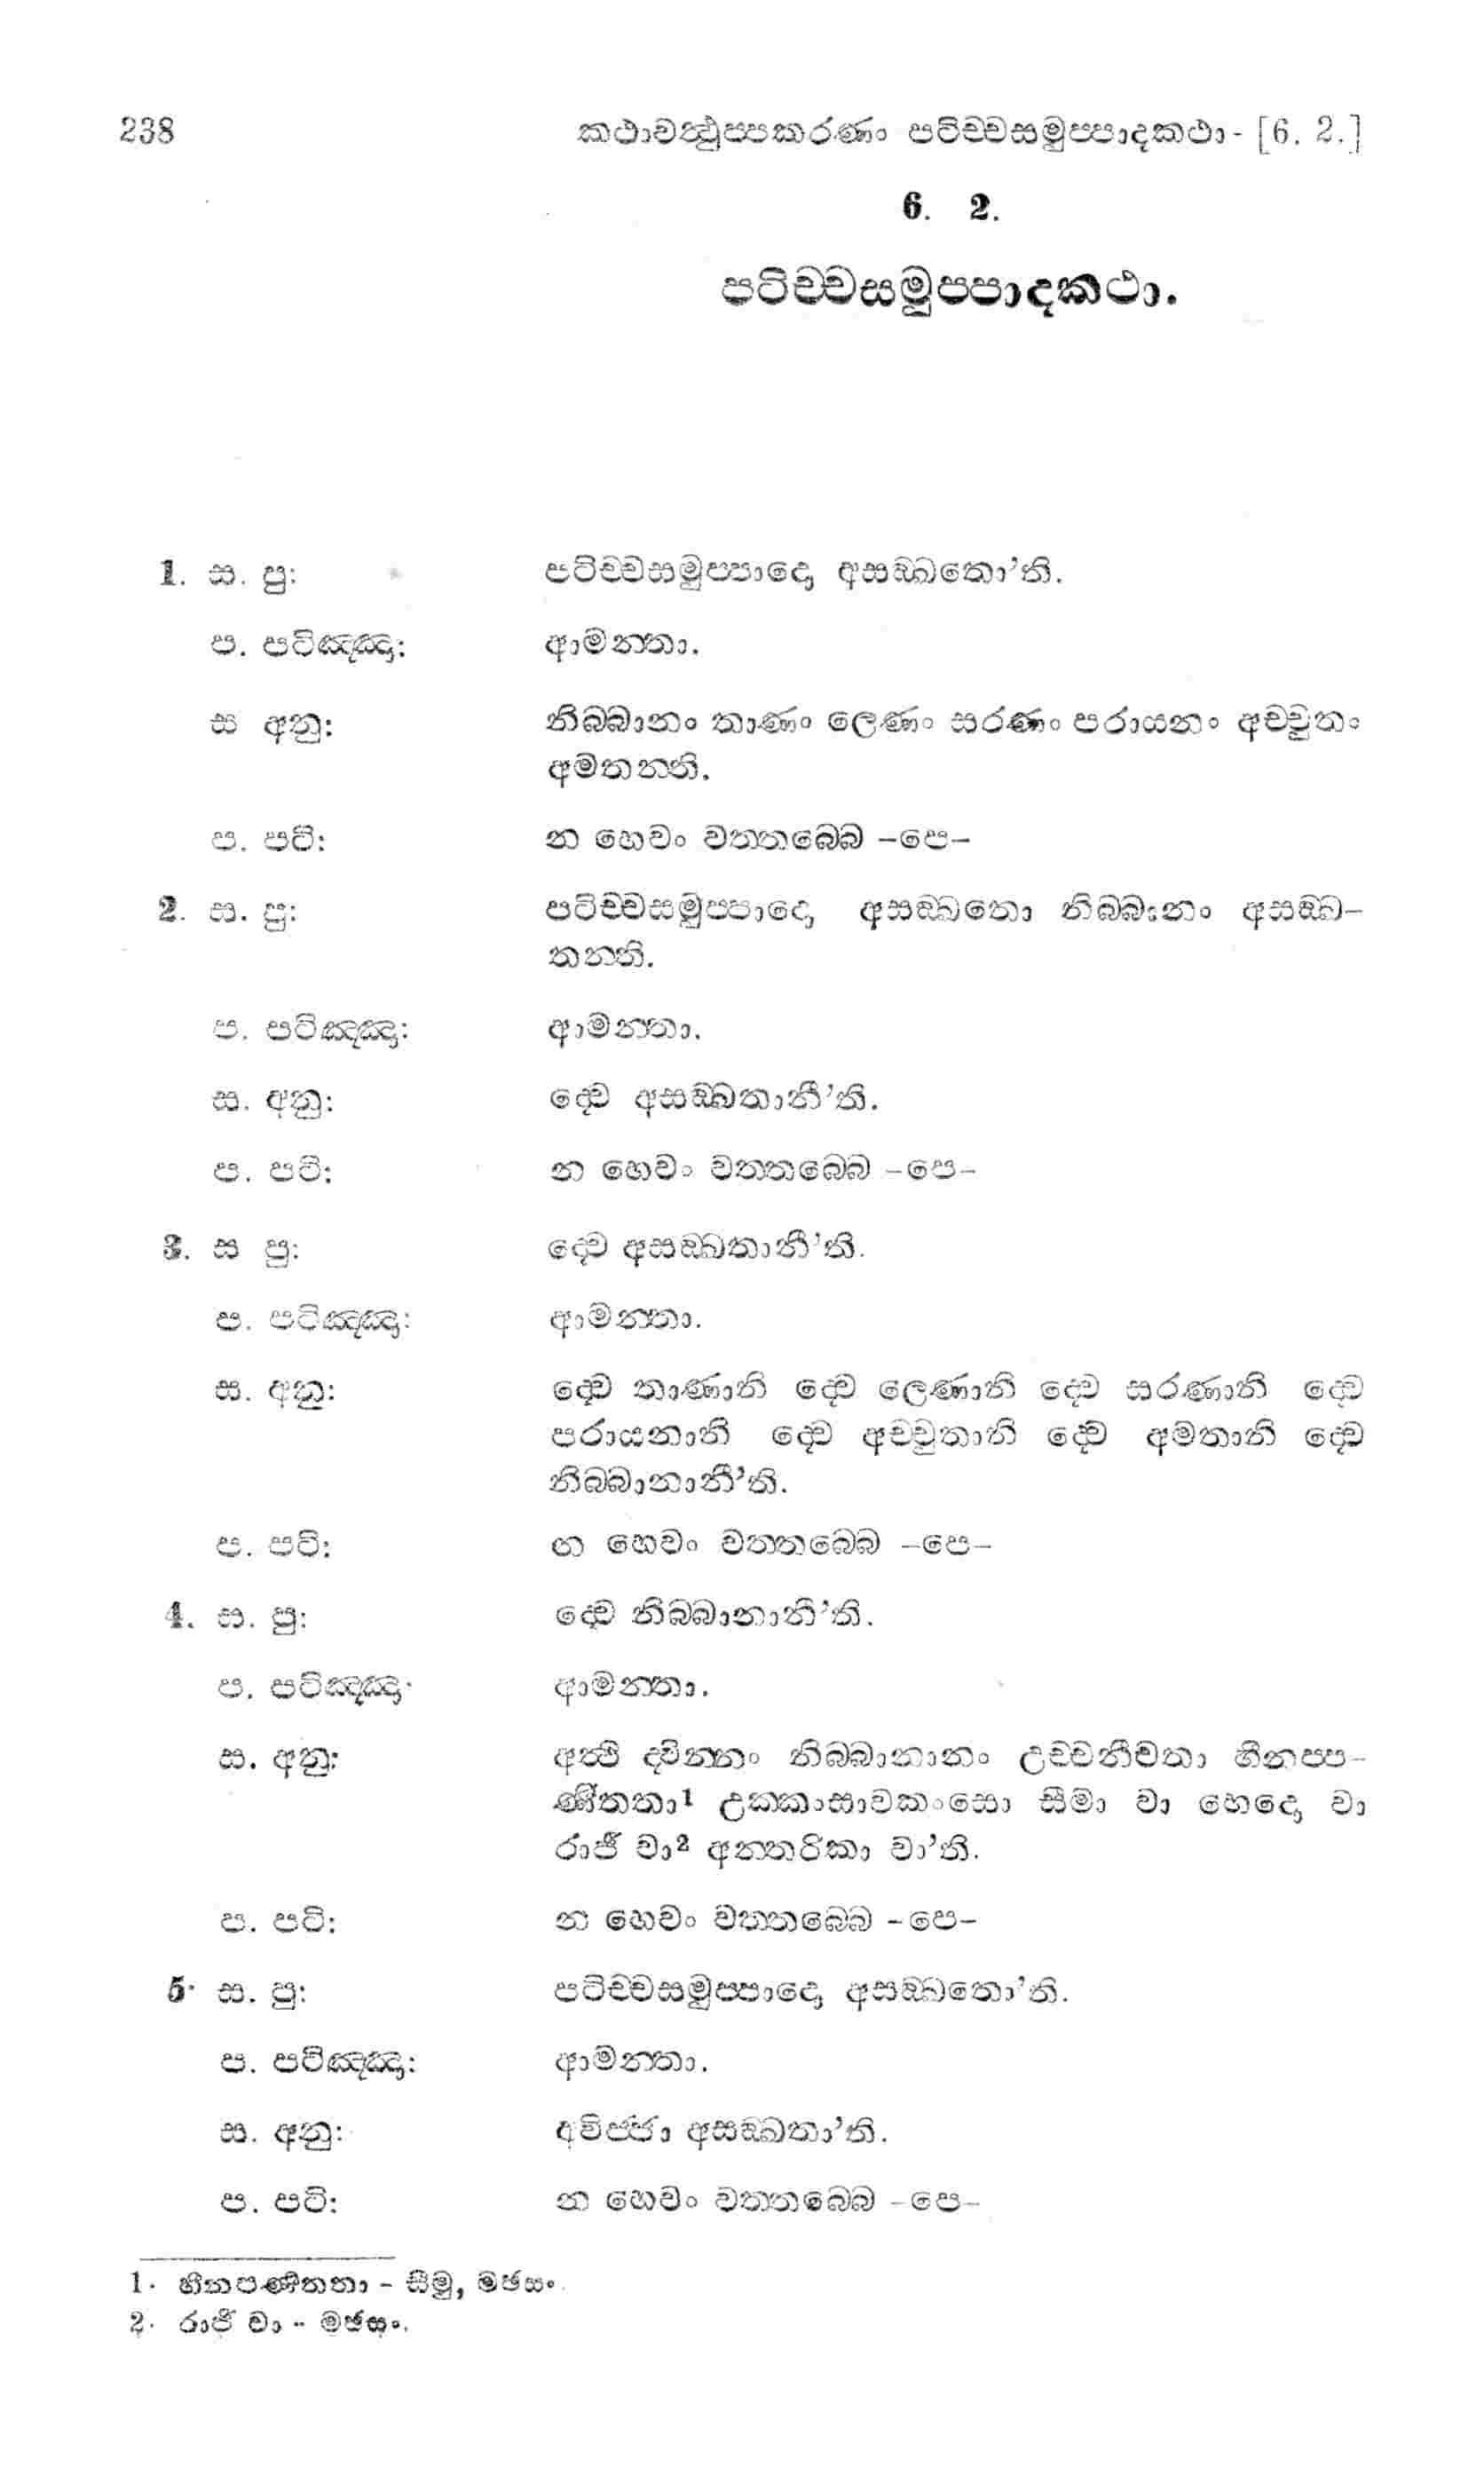 238 කථාවත්‍ථුප්පකරණං පටිච්චසමුප්පාදකථා- [6. 2.]
6. 2.
පටිච්චසමුප්පාදකථා.
1. ස. පු: පටිච්චසමුප්පාදො අසඞ්ඛතො’ති.
ප. පටිඤ්ඤා: ආමන්තා.
ස අනු: නිබ්බානං තාණං ලෙණං සරණං පරායනං අච්චුතං
අමතන්ති.
ප. පටි: න හෙවං වත්තබ්බෙ –පෙ–
2. ස. පු: පටිච්චසමුප්පාදො අසඞ්ඛතො නිබ්බානං අසඞ්ඛ–
තන්ති.
ප. පටිඤ්ඤා: ආමන්තා.
ස. අනු: ද්වෙ අසඞ්ඛතානී’ති.
ප. පටි: න හෙවං වත්තබ්බෙ –පෙ–
3. ස පු: ද්වෙ අසඞ්ඛතානී’ති.
ප. පටිඤ්ඤා: ආමන්තා.
ස. අනු: ද්වෙ තාණානි ද්වෙ ලෙණානි ද්වෙ සරණානි ද්වෙ
පරායනානි ද්වෙ අච්චුතානි ද්වෙ අමතානි ද්වෙ
නිබ්බානානී’ති.
ප. පටි: න හෙවං වත්තබ්බෙ –පෙ–
4. ස. පු: ද්වෙ නිබ්බානානි’ති.
ප. පටිඤ්ඤා· ආමන්තා.
ස. අනු: අත්‍ථි ද්වින්නං නිබ්බානානං උච්චනීචතා හීනප්ප–
ණීතතා1 උක්කංසාවකංසො සීමා වා භෙදො වා
රාජි වා2 අන්තරිකා වා’ති.
ප. පටි: න හෙවං වත්තබ්බෙ –පෙ–
5· ස. පු: පටිච්චසමුප්පාදො අසඞ්ඛතො’ති.
ප. පටිඤ්ඤා: ආමන්තා.
ස. අනු: අවිජ්ජා අසඞ්ඛතා’ති.
ප. පටි: න හෙවං වත්තබ්බෙ –පෙ–
1· හීනපණීතතා – සීමු, මඡසං.
2· රාජී වා – මඡසං.